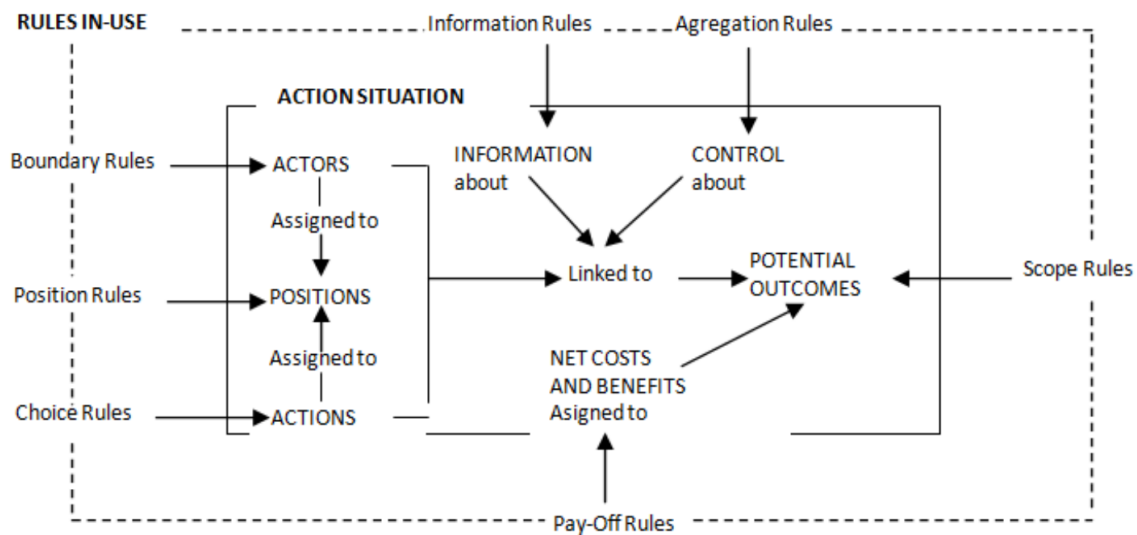 RULES IN-USE
Information Rules
Agregation Rules
ACTION SITUATION
Boundary Rules
ACTORS
INFORMATION
about
CONTROL
about
Assigned to
Linked to
POTENTIAL
OUTCOMES
Scope Rules
Position Rules
POSITIONS
Assigned to
NET COSTS
AND BENEFITS
Asigned to
Choice Rules
ACTIONS
Pay-Off Rules